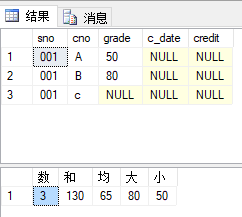 结果 消息
sno cno grade c_date credit
1 001 A 50 NULL NULL
2 001 B 80 NULL NULL
3 001 c NULL NULL NULL
数 和 均 大 小
1 3 130 65 80 50